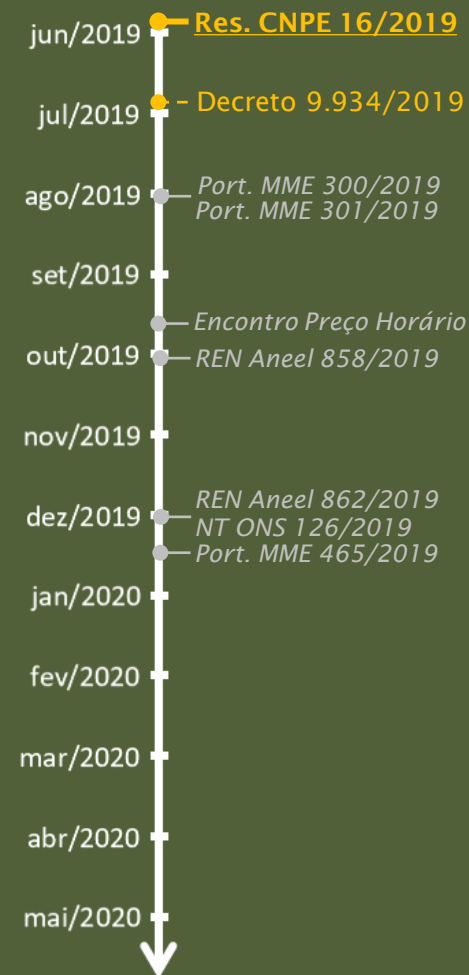 jun/2019
Res. CNPE 16/2019
Decreto 9.934/2019
jul/2019
ago/2019
Port. MME 300/2019
Port. MME 301/2019
set/2019
Encontro Preço Horário
out/2019
REN Aneel 858/2019
nov/2019
REN Aneel 862/2019
dez/2019
NT ONS 126/2019
Port. MME 465/2019
jan/2020
fev/2020
mar/2020
abr/2020
mai/2020